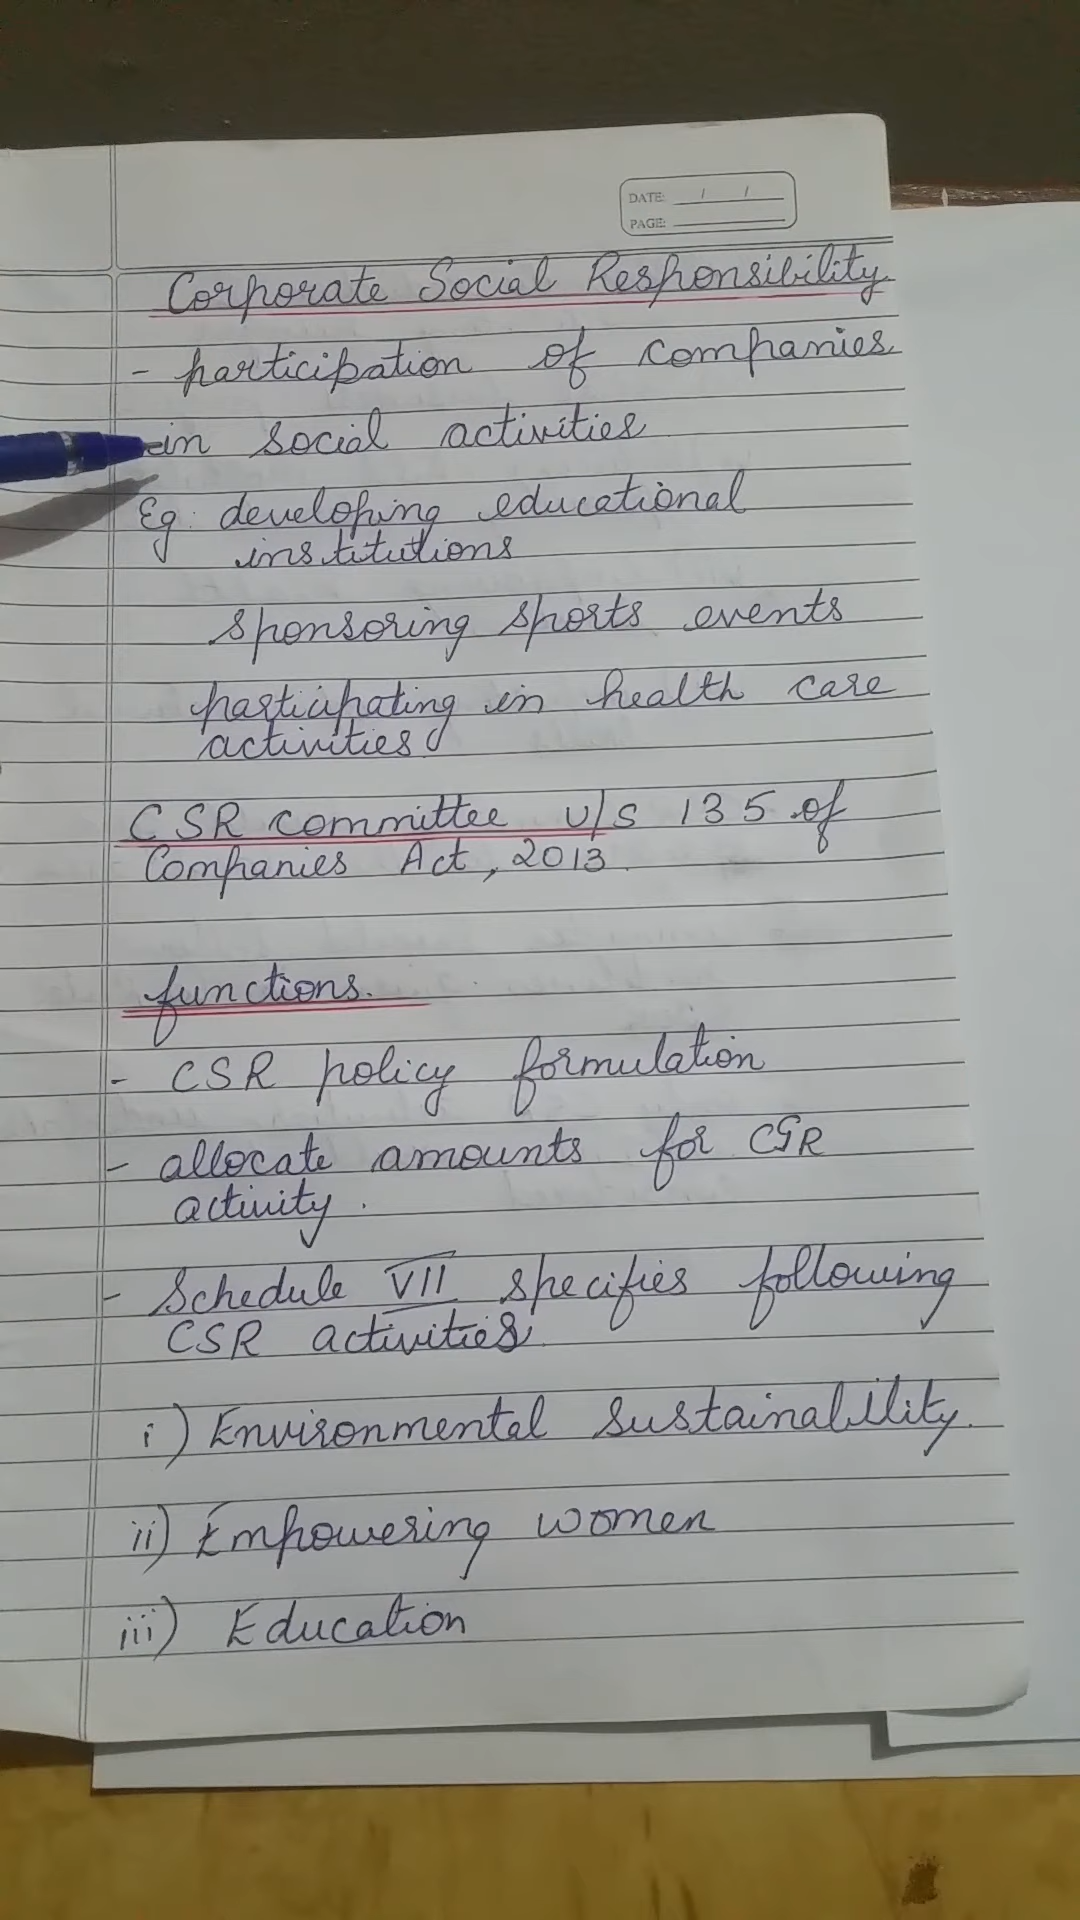 DATE: / /
PAGE:
Corporate Social Responsibility
- participation of companies
in social activities
Eg: developing educational
institutions
sponsoring sports events
participating in health care
activities
CSR committee u/s 135 of
Companies Act, 2013.
functions.
- CSR policy formulation
- allocate amounts for CSR
activity.
- Schedule VII specifies following
CSR activities.
i) Environmental sustainability.
ii) Empowering women
iii) Education